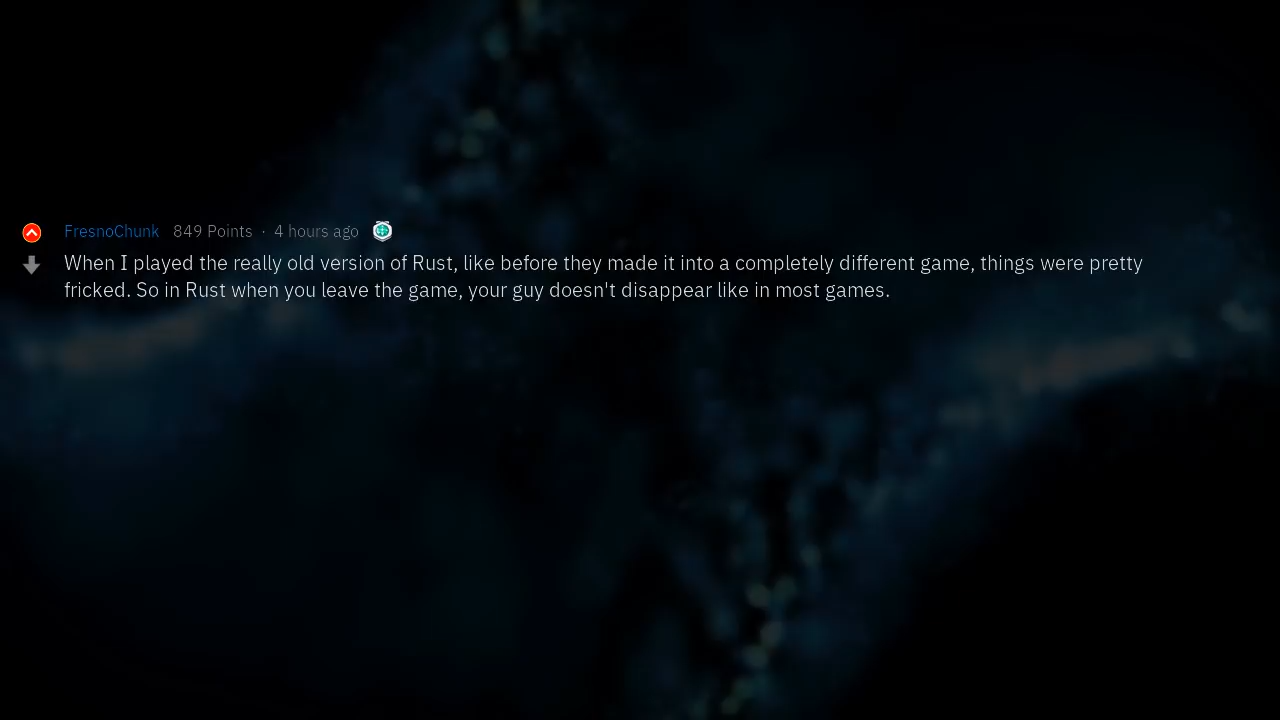 FresnoChunk 849 Points · 4 hours ago
When I played the really old version of Rust, like before they made it into a completely different game, things were pretty
fricked. So in Rust when you leave the game, your guy doesn't disappear like in most games.